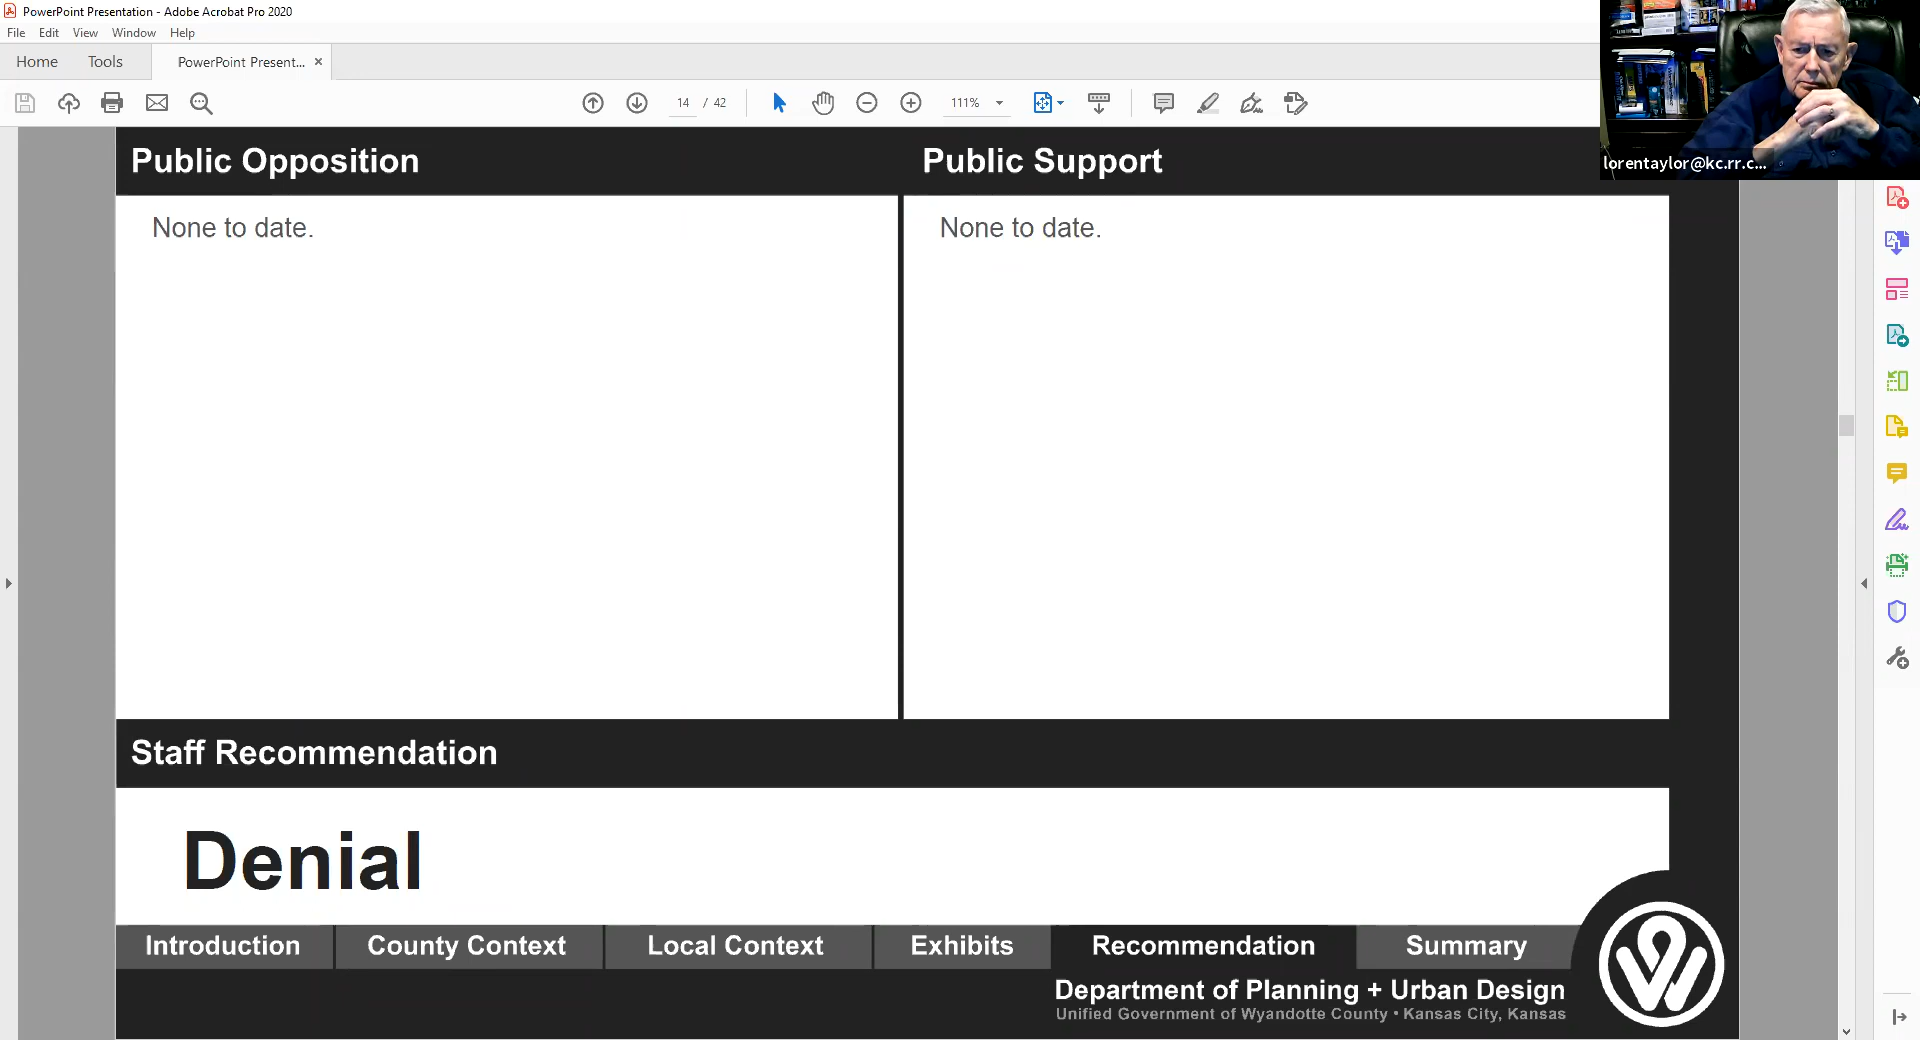 PowerPoint Presentation - Adobe Acrobat Pro 2020
File Edit View Window Help
Home Tools PowerPoint Present... ×
14 / 42 111%
lorentaylor@kc.rr.c...
Public Opposition Public Support
None to date. None to date.
Staff Recommendation
Denial
Introduction County Context Local Context Exhibits Recommendation Summary
Department of Planning + Urban Design
Unified Government of Wyandotte County • Kansas City, Kansas